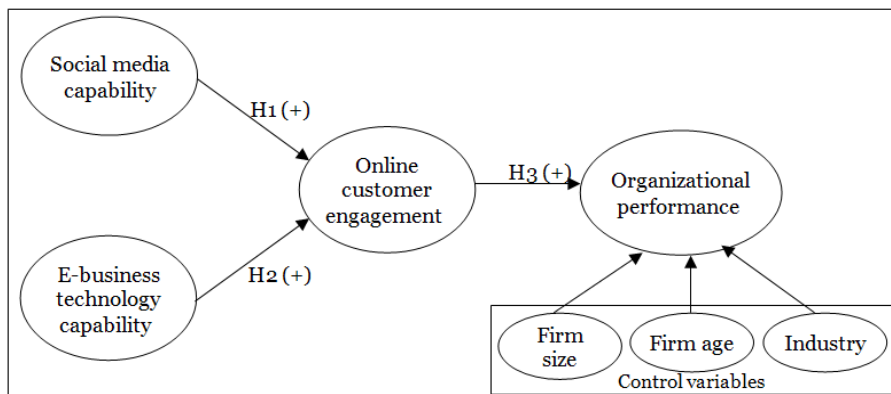 Social media
capability
H1 (+)
Online
customer
engagement
H3 (+)
Organizational
performance
E-business
technology
capability
H2 (+)
Firm
size
Firm age
Industry
Control variables